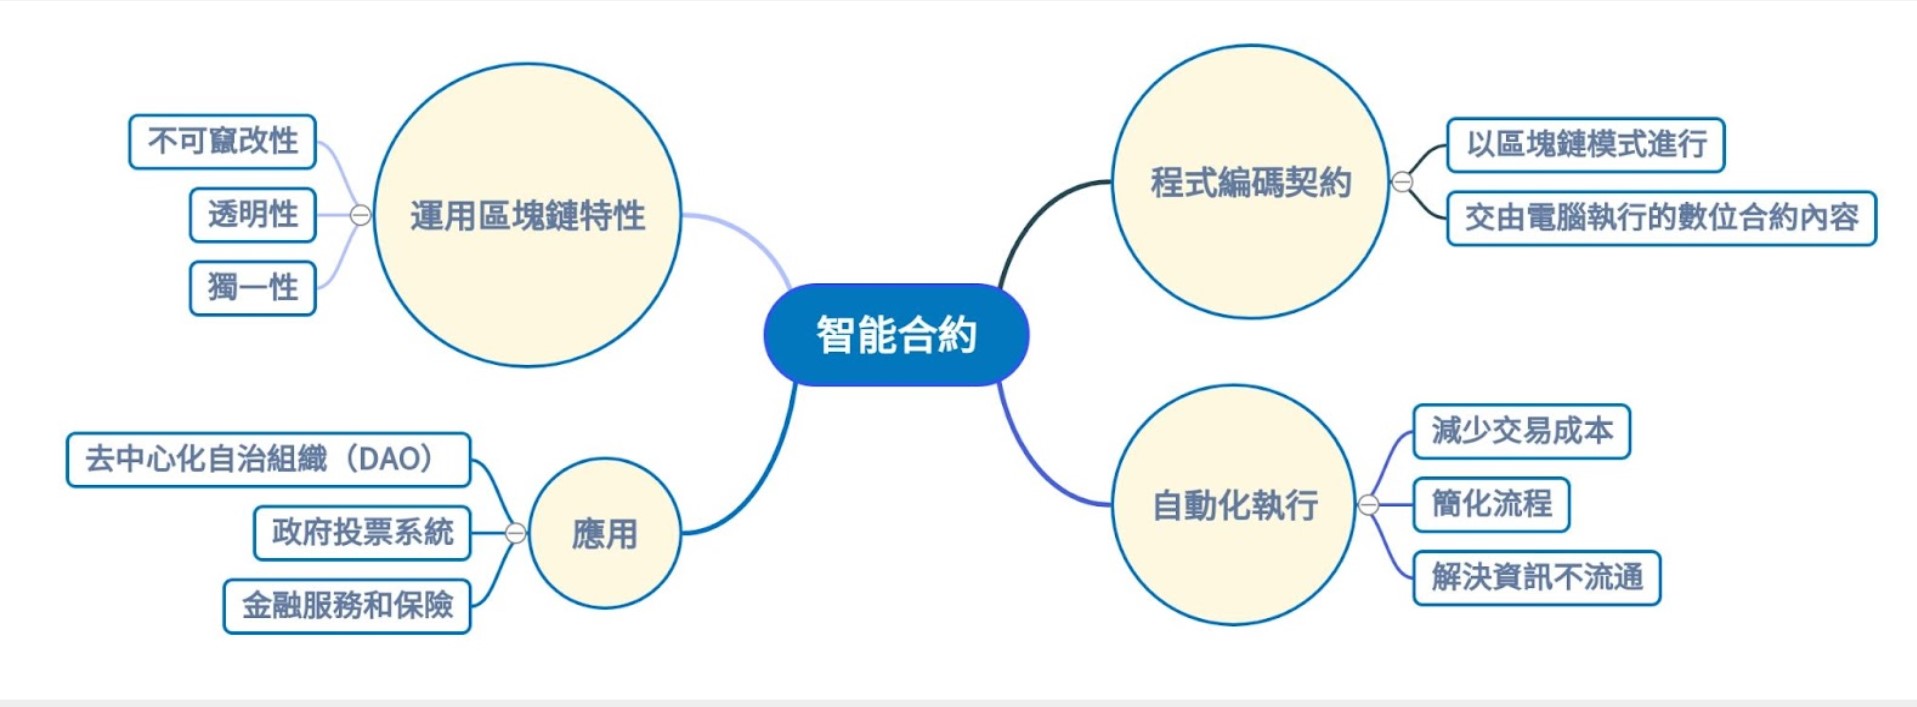 智能合約
程式編碼契約
以區塊鏈模式進行
交由電腦執行的數位合約內容
自動化執行
減少交易成本
簡化流程
解決資訊不流通
運用區塊鏈特性
不可竄改性
透明性
獨一性
應用
去中心化自治組織（DAO）
政府投票系統
金融服務和保險